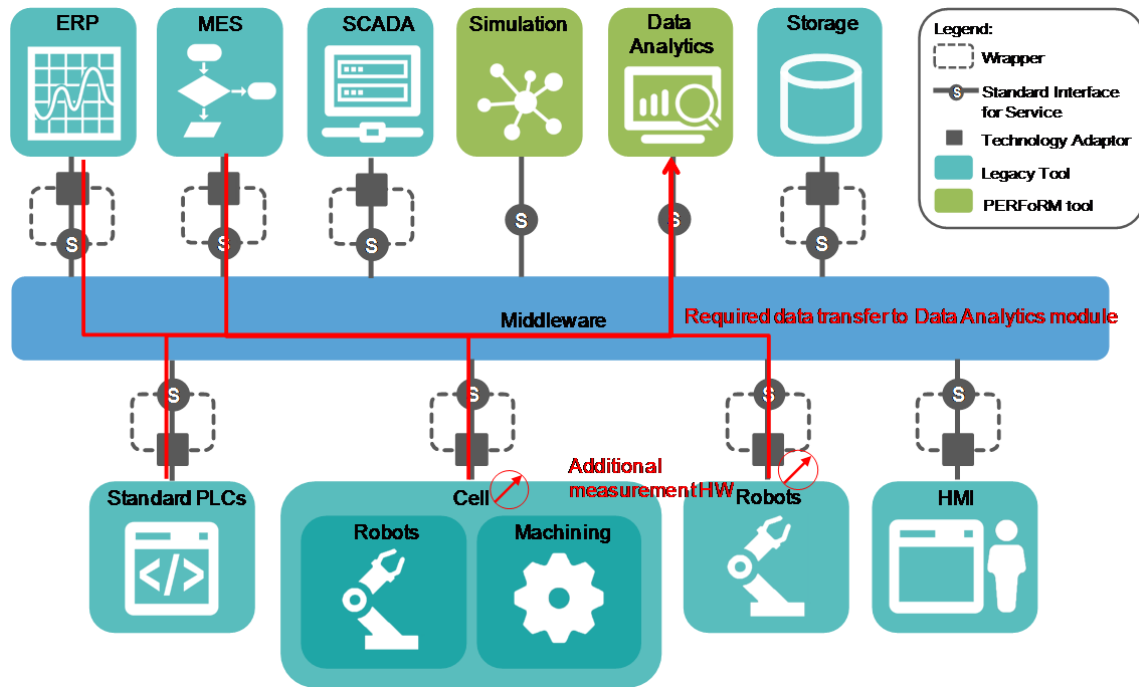 ERP
MES
SCADA
Simulation
Data
Analytics
Storage
Legend:
Wrapper
S
Standard Interface
for Service
Technology Adaptor
Legacy Tool
PERFoRM tool
S
S
S
S
S
S
Middleware
Required data transfer to Data Analytics module
S
S
S
S
Additional
measurement HW
Standard PLCs
Cell
Robots
HMI
Robots
Machining